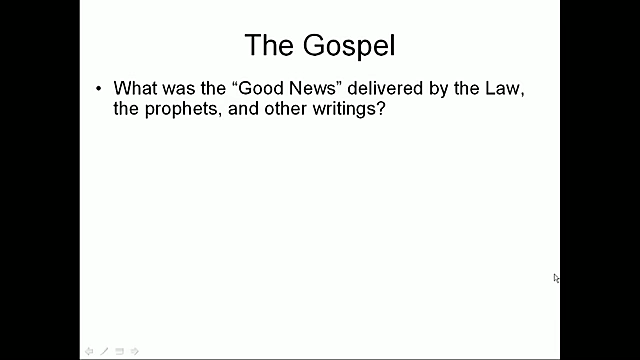 The Gospel
• What was the “Good News” delivered by the Law,
the prophets, and other writings?